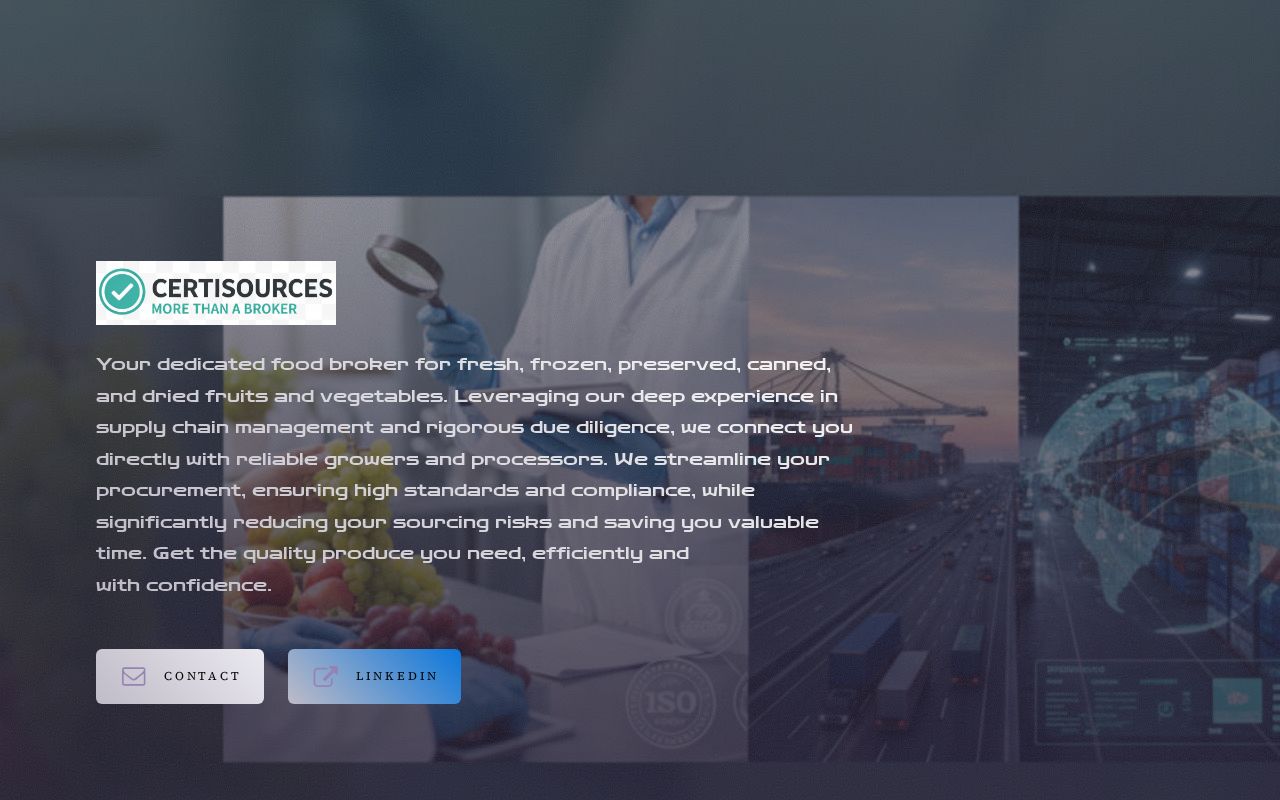 CERTISOURCES
MORE THAN A BROKER
Your dedicated food broker for fresh, frozen, preserved, canned,
and dried fruits and vegetables. Leveraging our deep experience in
supply chain management and rigorous due diligence, we connect you
directly with reliable growers and processors. We streamline your
procurement, ensuring high standards and compliance, while
significantly reducing your sourcing risks and saving you valuable
time. Get the quality produce you need, efficiently and
with confidence.
CONTACT
LINKEDIN
ISO